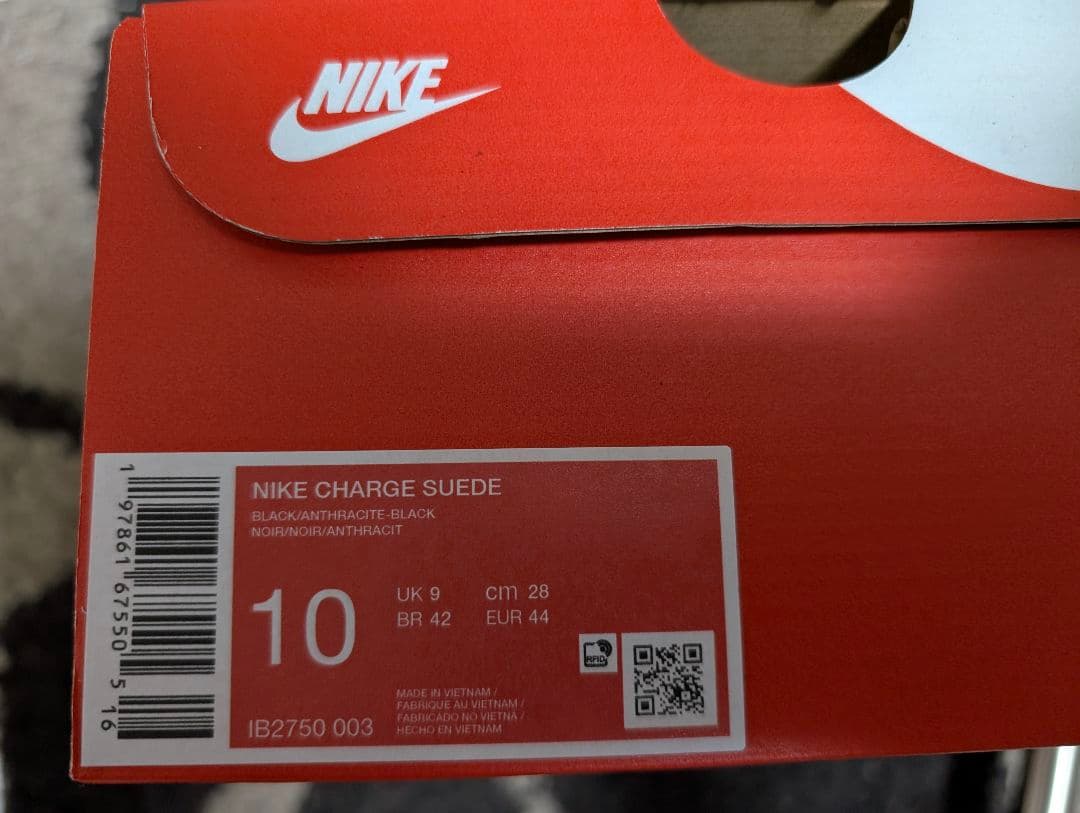 NIKE
NIKE CHARGE SUEDE
BLACK/ANTHRACITE-BLACK
NOIR/NOIR/ANTHRACIT
10
UK 9 cm 28
BR 42 EUR 44
RFID
MADE IN VIETNAM /
FABRIQUE AU VIETNAM /
FABRICADO NO VIETNÃ /
HECHO EN VIETNAM
IB2750 003
1 97861 67550 5 16